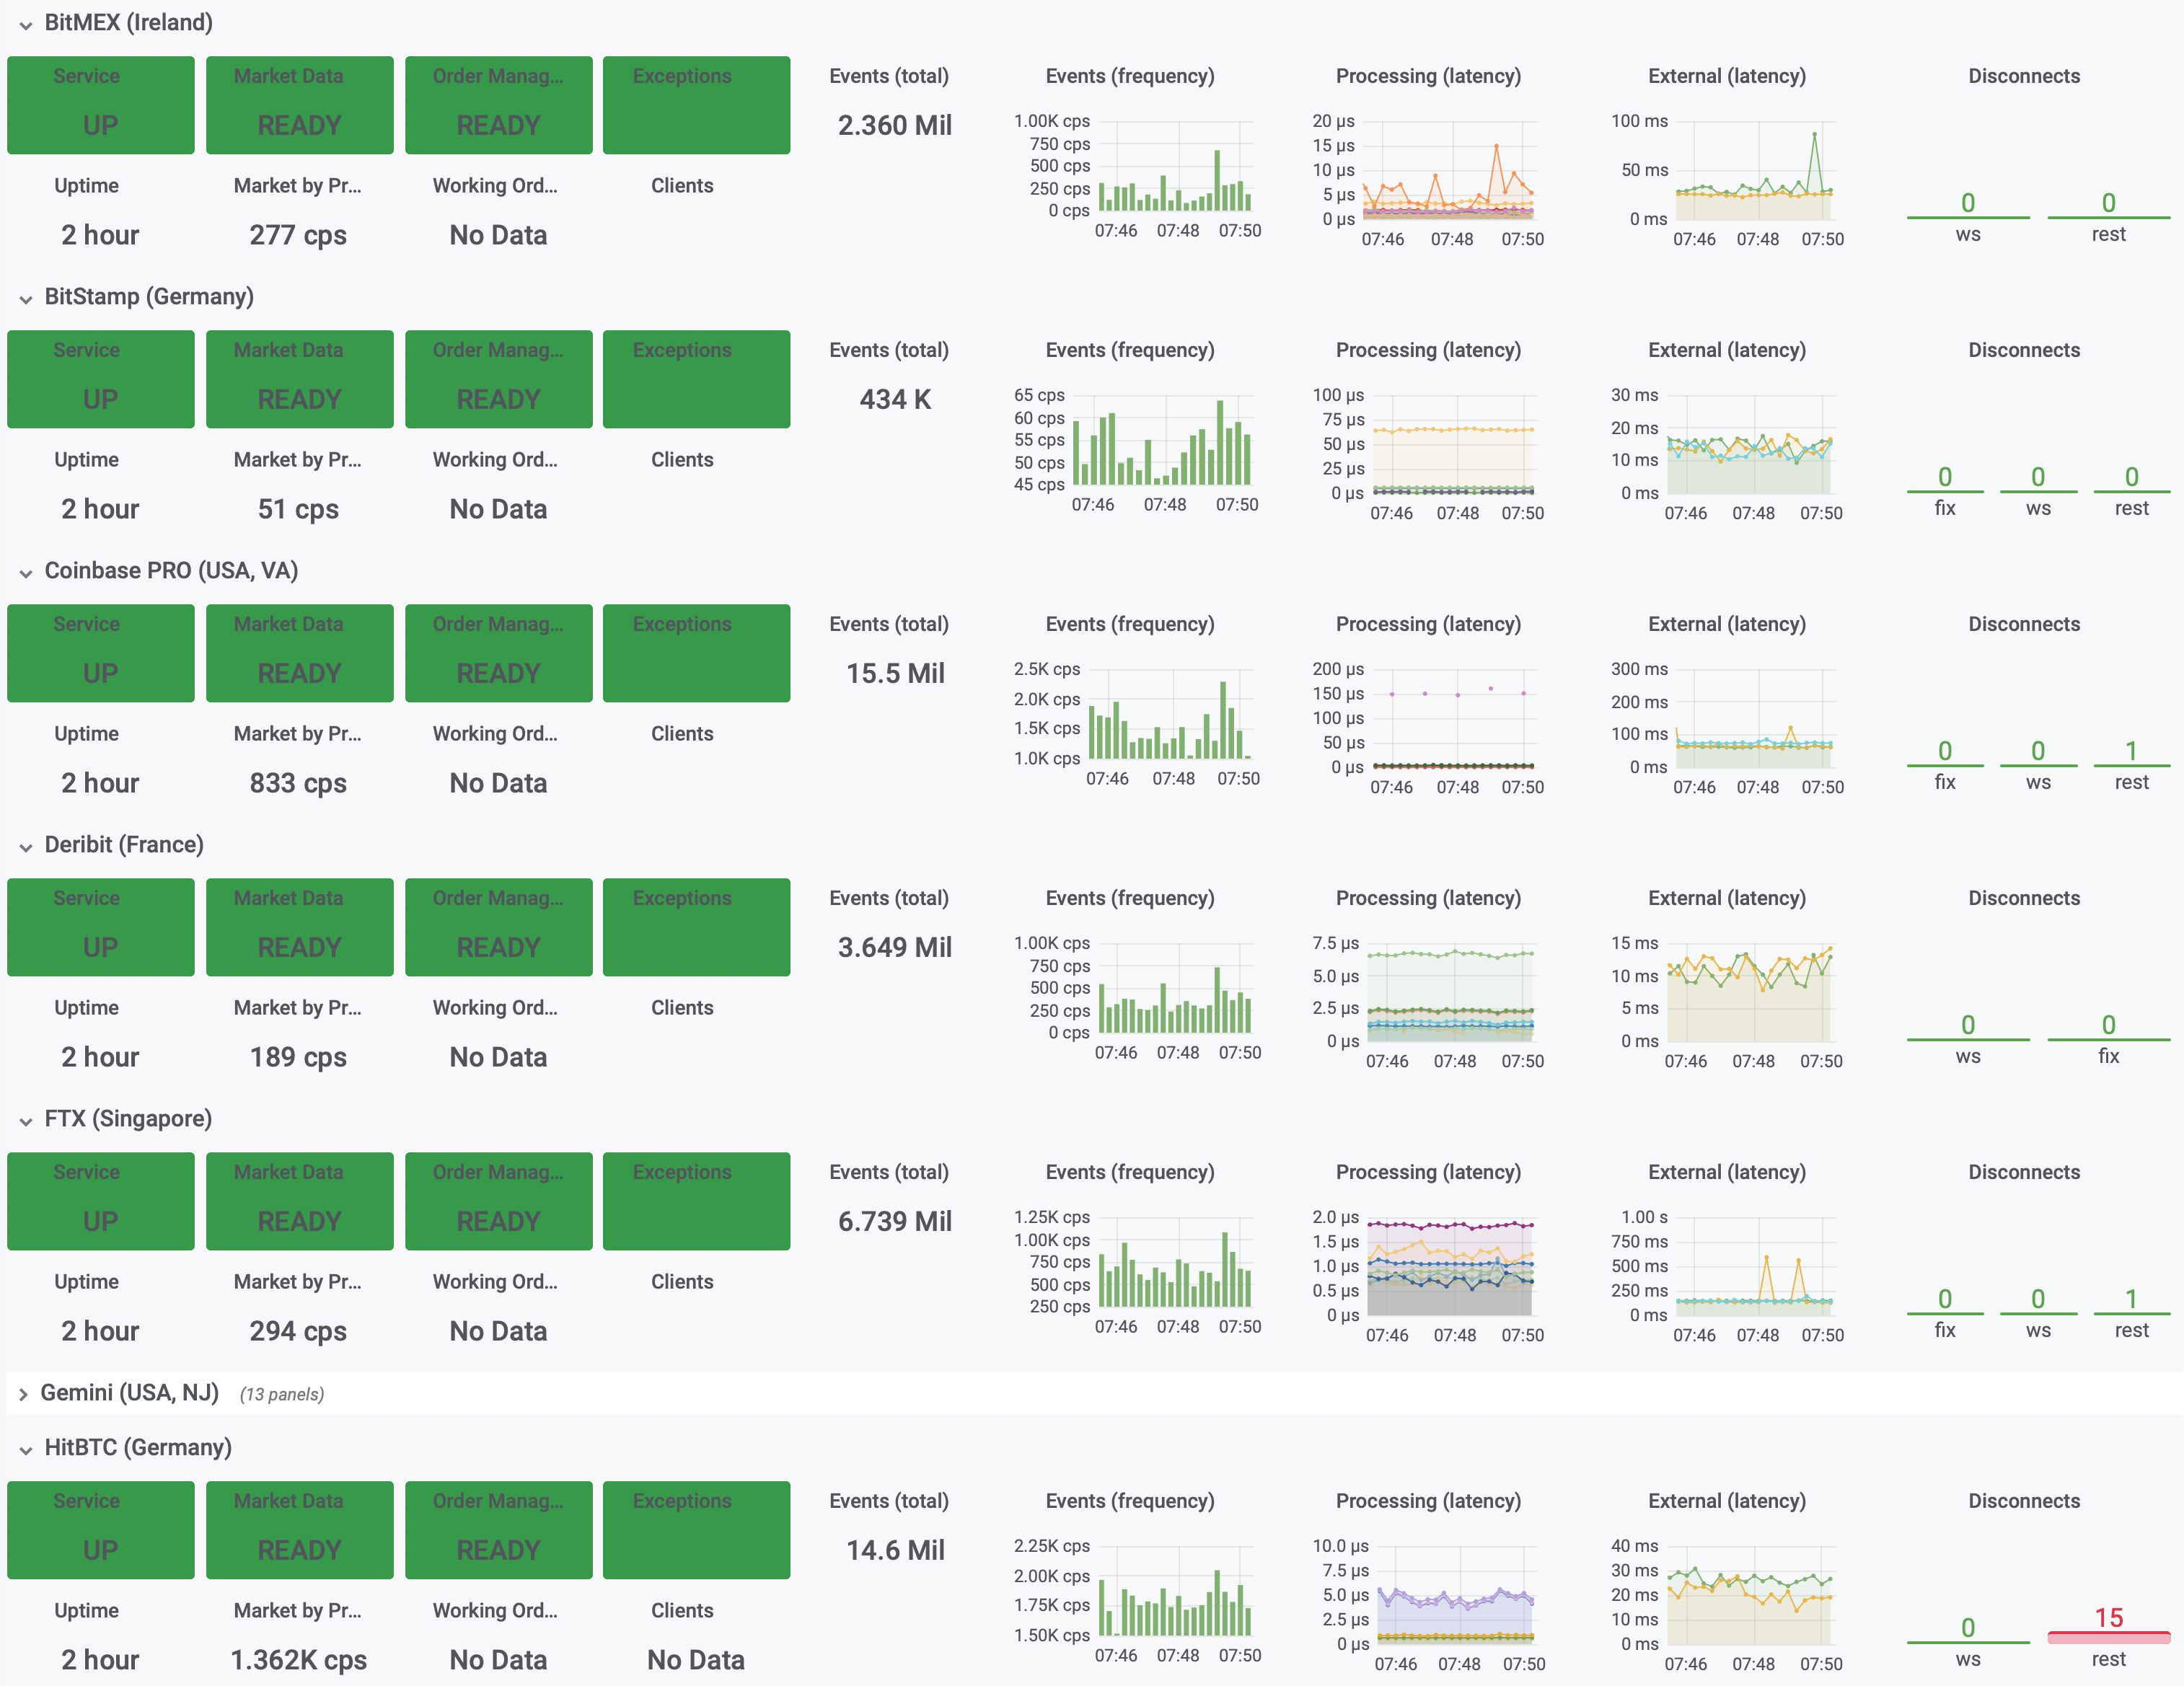 BitMEX (Ireland)
Service Market Data Order Manag... Exceptions Events (total) Events (frequency) Processing (latency) External (latency) Disconnects
UP READY READY 2.360 Mil
1.00K cps 750 cps 500 cps 250 cps 0 cps
07:46 07:48 07:50
20 µs 15 µs 10 µs 5 µs 0 µs
07:46 07:48 07:50
100 ms 50 ms 0 ms
07:46 07:48 07:50
0 0
ws rest
Uptime Market by Pr... Working Ord... Clients
2 hour 277 cps No Data
BitStamp (Germany)
Service Market Data Order Manag... Exceptions Events (total) Events (frequency) Processing (latency) External (latency) Disconnects
UP READY READY 434 K
65 cps 60 cps 55 cps 50 cps 45 cps
07:46 07:48 07:50
100 µs 75 µs 50 µs 25 µs 0 µs
07:46 07:48 07:50
30 ms 20 ms 10 ms 0 ms
07:46 07:48 07:50
0 0 0
fix ws rest
Uptime Market by Pr... Working Ord... Clients
2 hour 51 cps No Data
Coinbase PRO (USA, VA)
Service Market Data Order Manag... Exceptions Events (total) Events (frequency) Processing (latency) External (latency) Disconnects
UP READY READY 15.5 Mil
2.5K cps 2.0K cps 1.5K cps 1.0K cps
07:46 07:48 07:50
200 µs 150 µs 100 µs 50 µs 0 µs
07:46 07:48 07:50
300 ms 200 ms 100 ms 0 ms
07:46 07:48 07:50
0 0 1
fix ws rest
Uptime Market by Pr... Working Ord... Clients
2 hour 833 cps No Data
Deribit (France)
Service Market Data Order Manag... Exceptions Events (total) Events (frequency) Processing (latency) External (latency) Disconnects
UP READY READY 3.649 Mil
1.00K cps 750 cps 500 cps 250 cps 0 cps
07:46 07:48 07:50
7.5 µs 5.0 µs 2.5 µs 0 µs
07:46 07:48 07:50
15 ms 10 ms 5 ms 0 ms
07:46 07:48 07:50
0 0
ws fix
Uptime Market by Pr... Working Ord... Clients
2 hour 189 cps No Data
FTX (Singapore)
Service Market Data Order Manag... Exceptions Events (total) Events (frequency) Processing (latency) External (latency) Disconnects
UP READY READY 6.739 Mil
1.25K cps 1.00K cps 750 cps 500 cps 250 cps
07:46 07:48 07:50
2.0 µs 1.5 µs 1.0 µs 0.5 µs 0 µs
07:46 07:48 07:50
1.00 s 750 ms 500 ms 250 ms 0 ms
07:46 07:48 07:50
0 0 1
fix ws rest
Uptime Market by Pr... Working Ord... Clients
2 hour 294 cps No Data
Gemini (USA, NJ) (13 panels)
HitBTC (Germany)
Service Market Data Order Manag... Exceptions Events (total) Events (frequency) Processing (latency) External (latency) Disconnects
UP READY READY 14.6 Mil
2.25K cps 2.00K cps 1.75K cps 1.50K cps
07:46 07:48 07:50
10.0 µs 7.5 µs 5.0 µs 2.5 µs 0 µs
07:46 07:48 07:50
40 ms 30 ms 20 ms 10 ms 0 ms
07:46 07:48 07:50
0 15
ws rest
Uptime Market by Pr... Working Ord... Clients
2 hour 1.362K cps No Data No Data